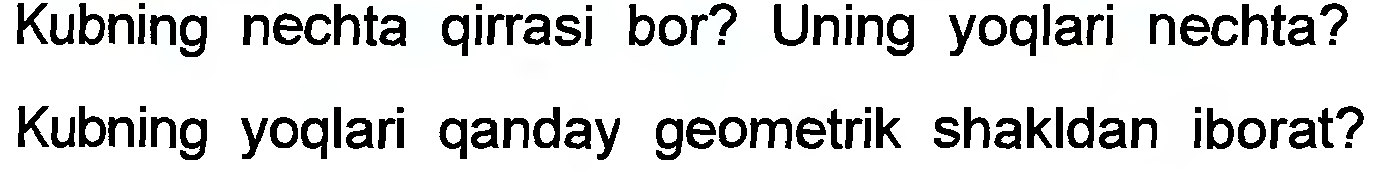 Kubning nechta qirrasi bor? Uning yoqlari nechta?
Kubning yoqlari qanday geometrik shakldan iborat?